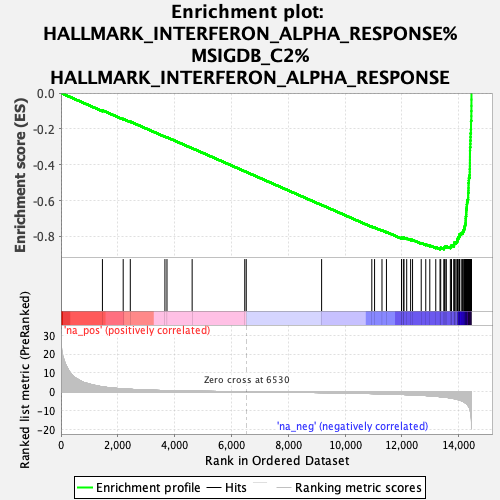 Enrichment plot:
HALLMARK_INTERFERON_ALPHA_RESPONSE%
MSIGDB_C2%
HALLMARK_INTERFERON_ALPHA_RESPONSE
Enrichment score (ES)
0.0
-0.2
-0.4
-0.6
-0.8
'na_pos' (positively correlated)
Ranked list metric (PreRanked)
30
20
10
0
-10
-20
Zero cross at 6530
'na_neg' (negatively correlated)
0
2,000
4,000
6,000
8,000
10,000
12,000
14,000
Rank in Ordered Dataset
Enrichment profile
Hits
Ranking metric scores